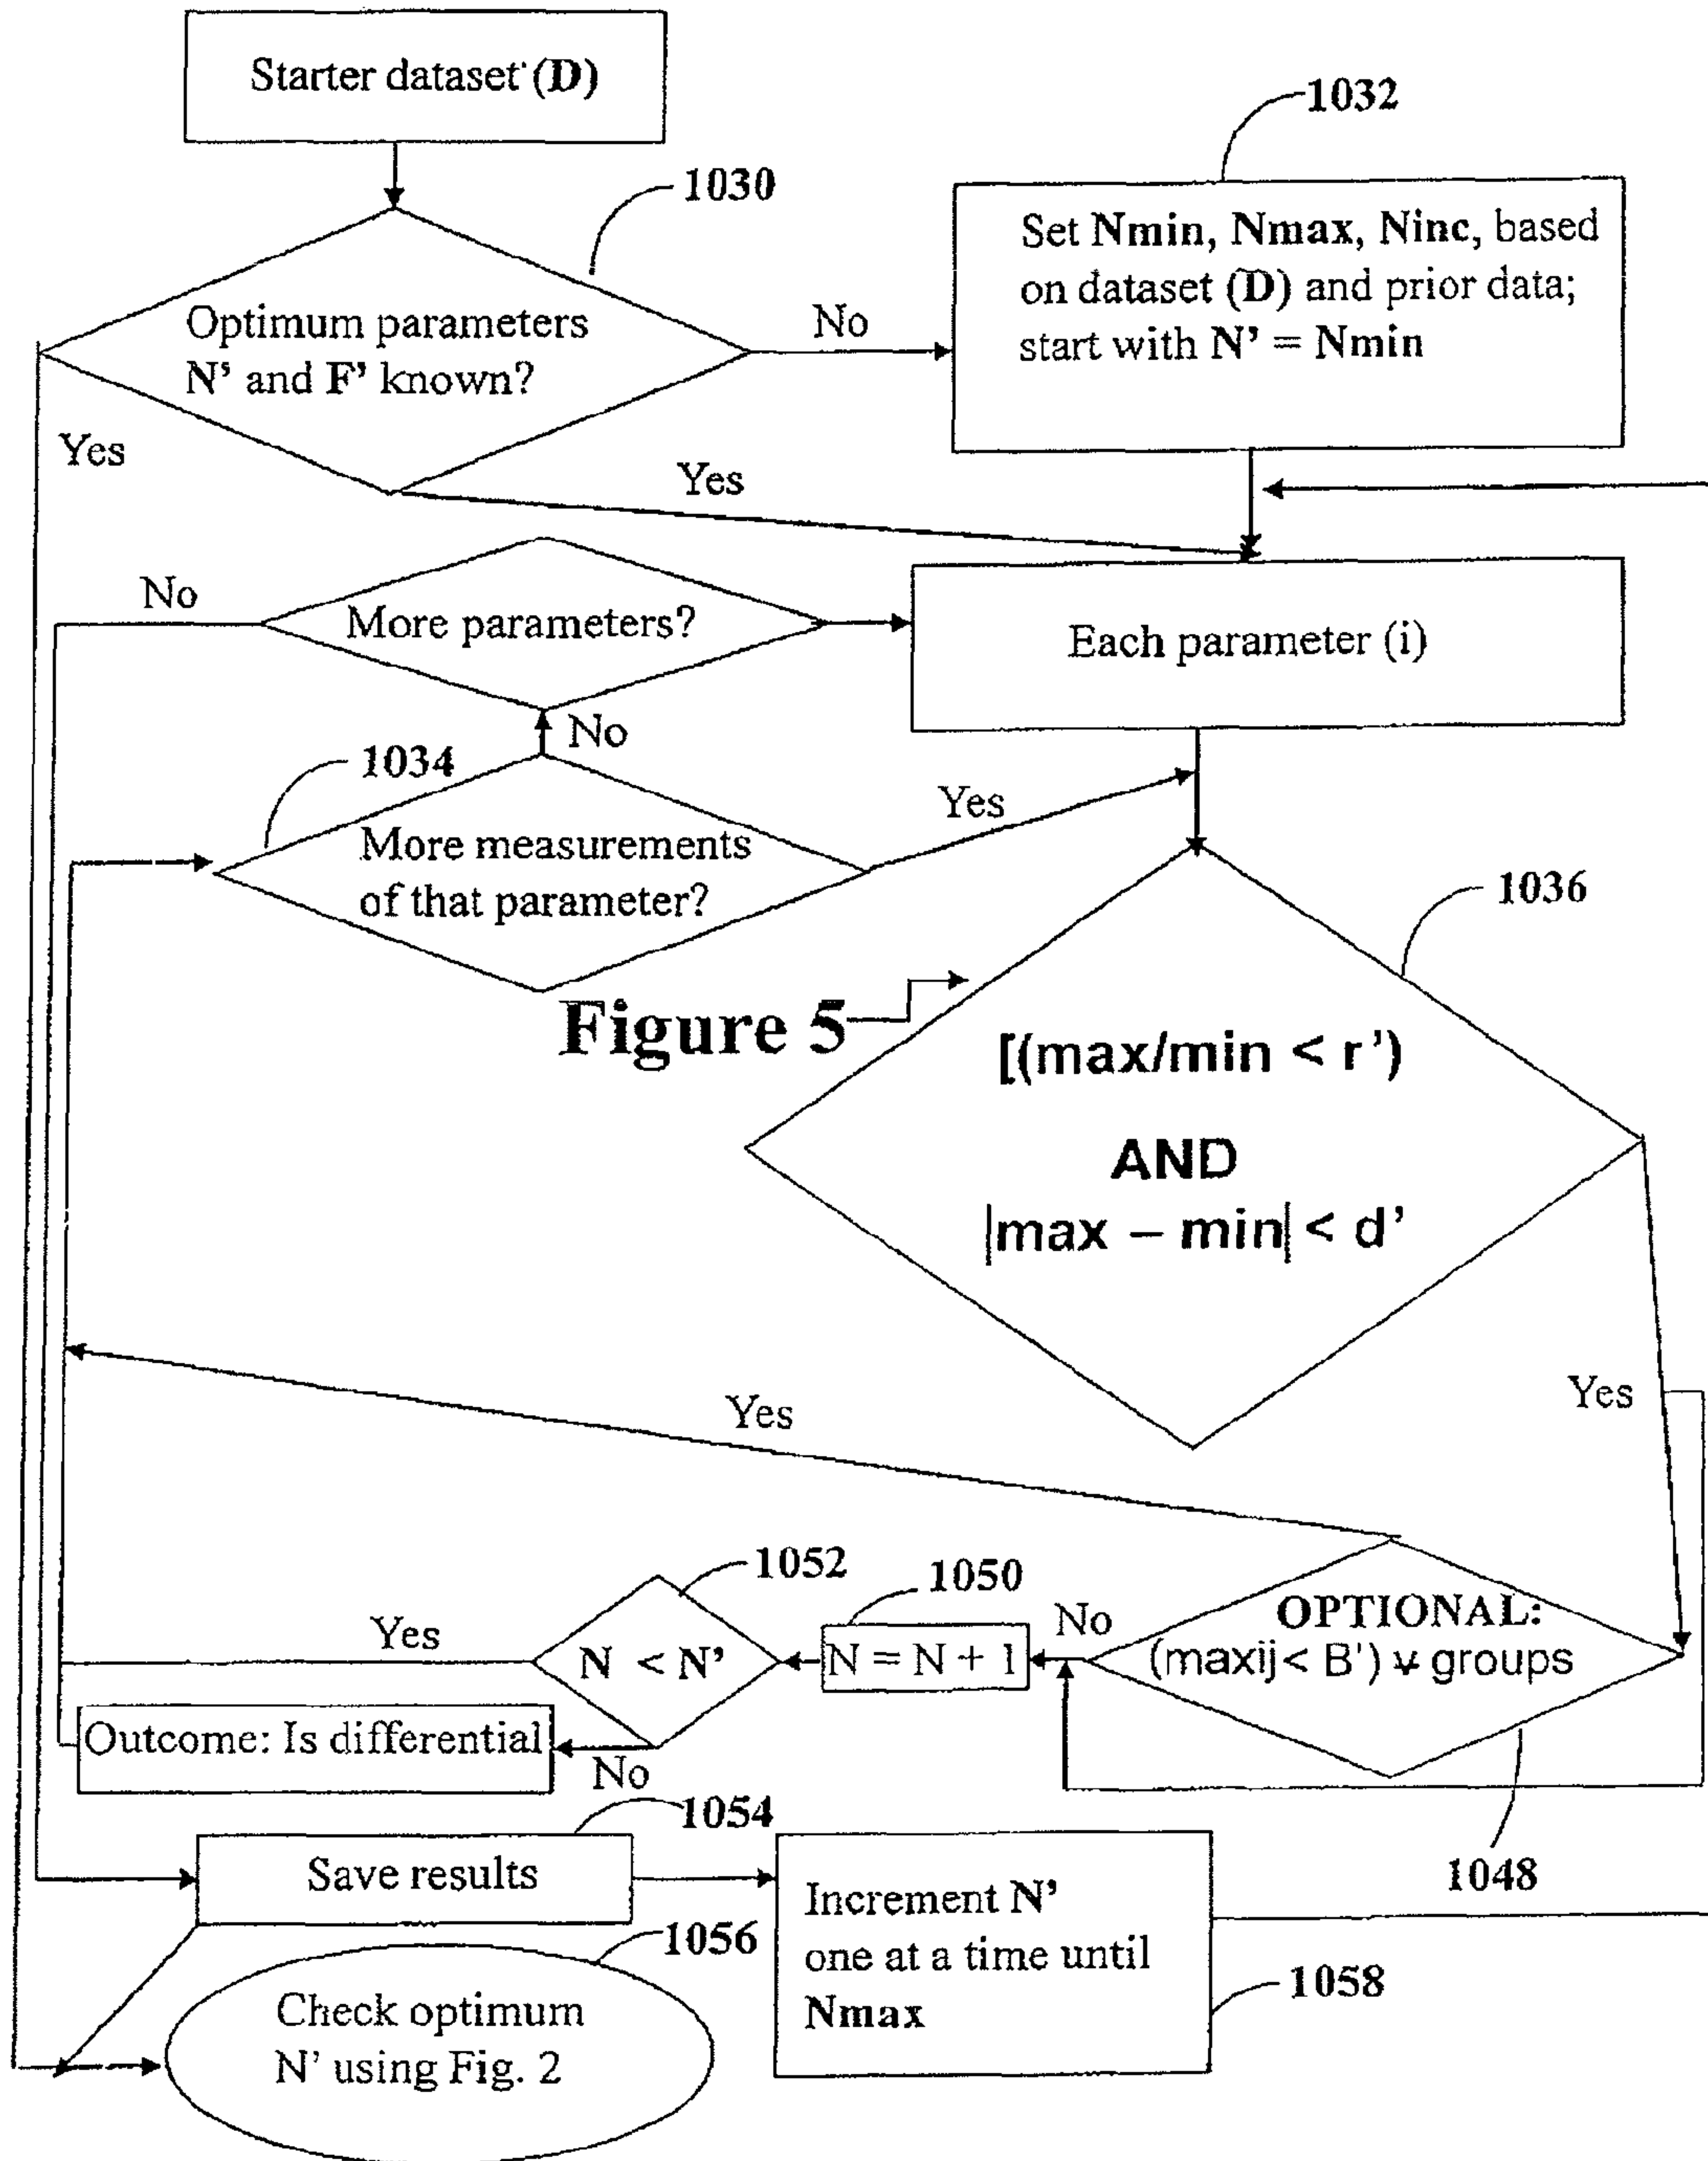 Starter dataset (D)
1032
1030
Set Nmin, Nmax, Ninc, based
on dataset (D) and prior data;
start with N' = Nmin
Optimum parameters
N' and F' known?
No
Yes
Yes
No
More parameters?
Each parameter (i)
No
1034
Yes
More measurements
of that parameter?
1036
Figure 5
[(max/min < r')
AND
|max – min| < d'
Yes
Yes
1052
1050
No
OPTIONAL:
(maxij< B') ∀ groups
Yes
N < N'
N = N + 1
Outcome: Is differential
No
1054
Save results
1048
Increment N'
one at a time until
Nmax
1056
1058
Check optimum
N' using Fig. 2